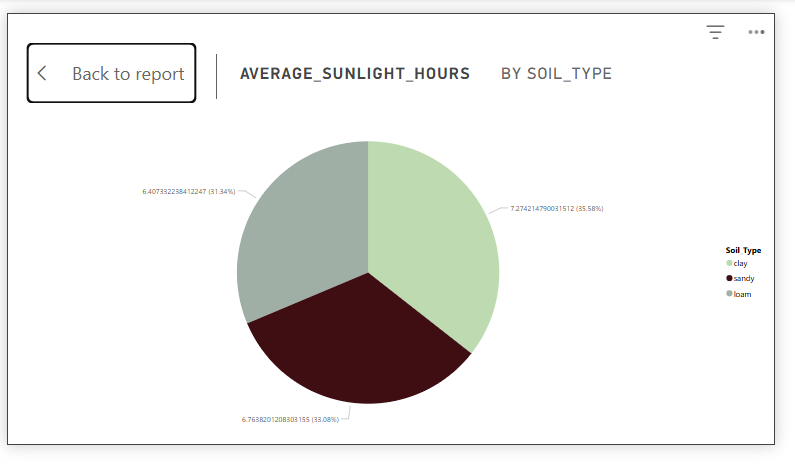 Back to report
AVERAGE_SUNLIGHT_HOURS BY SOIL_TYPE
6.407332238412247 (31.34%)
7.274214790031512 (35.58%)
Soil Type
clay
sandy
loam
6.7638201208303155 (33.08%)